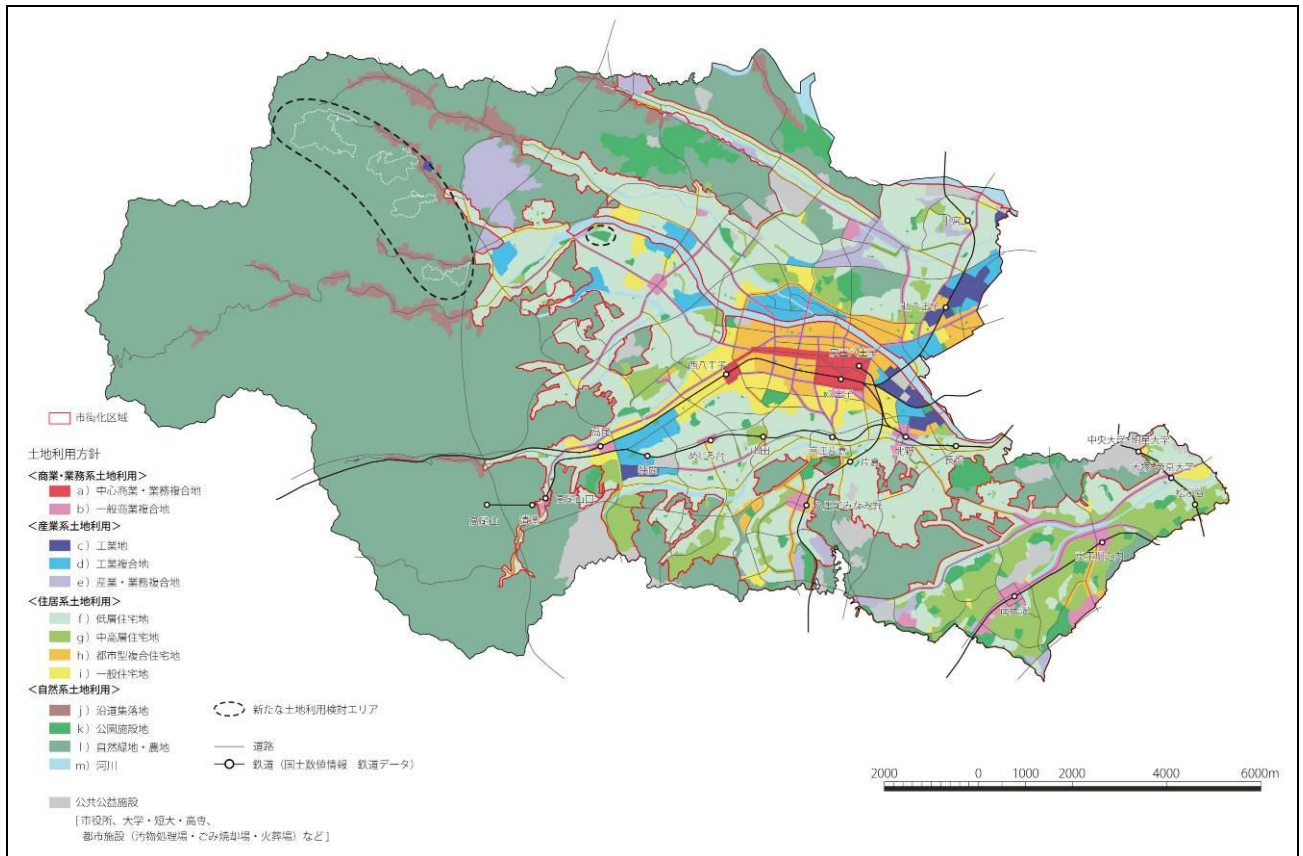 小宮
北八王子
京王八王子
西八王子
八王子
高尾
狭間
めじろ台
山田
京王片倉
片倉
北野
長沼
中央大学・明星大学
大塚・帝京大学
松が谷
高尾山口
高尾山
八王子みなみ野
京王堀之内
南大沢
市街化区域
土地利用方針
＜商業・業務系土地利用＞
a）中心商業・業務複合地
b）一般商業複合地
＜産業系土地利用＞
c）工業地
d）工業複合地
e）産業・業務複合地
＜住居系土地利用＞
f）低層住宅地
g）中高層住宅地
h）都市型複合住宅地
i）一般住宅地
＜自然系土地利用＞
j）沿道集落地
k）公園施設地
l）自然緑地・農地
m）河川
新たな土地利用検討エリア
道路
鉄道（国土数値情報　鉄道データ）
公共公益施設
［市役所、大学・短大・高専、
都市施設（汚物処理場・ごみ焼却場・火葬場）など］
2000 0 1000 2000 4000 6000m